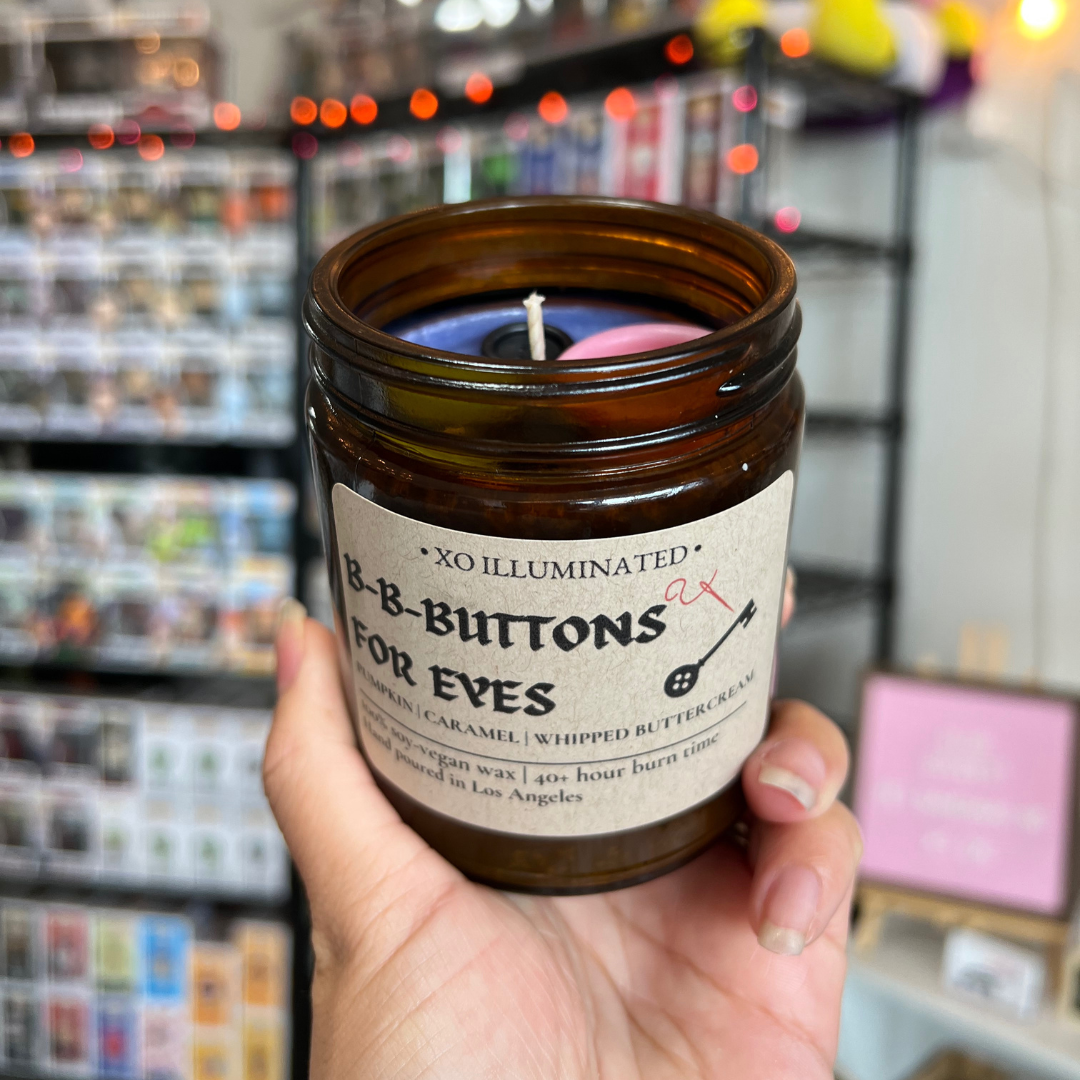 • XO ILLUMINATED •
B-B-BUTTONS
FOR EYES
PUMPKIN | CARAMEL | WHIPPED BUTTERCREAM
100% soy-vegan wax | 40+ hour burn time
Hand poured in Los Angeles